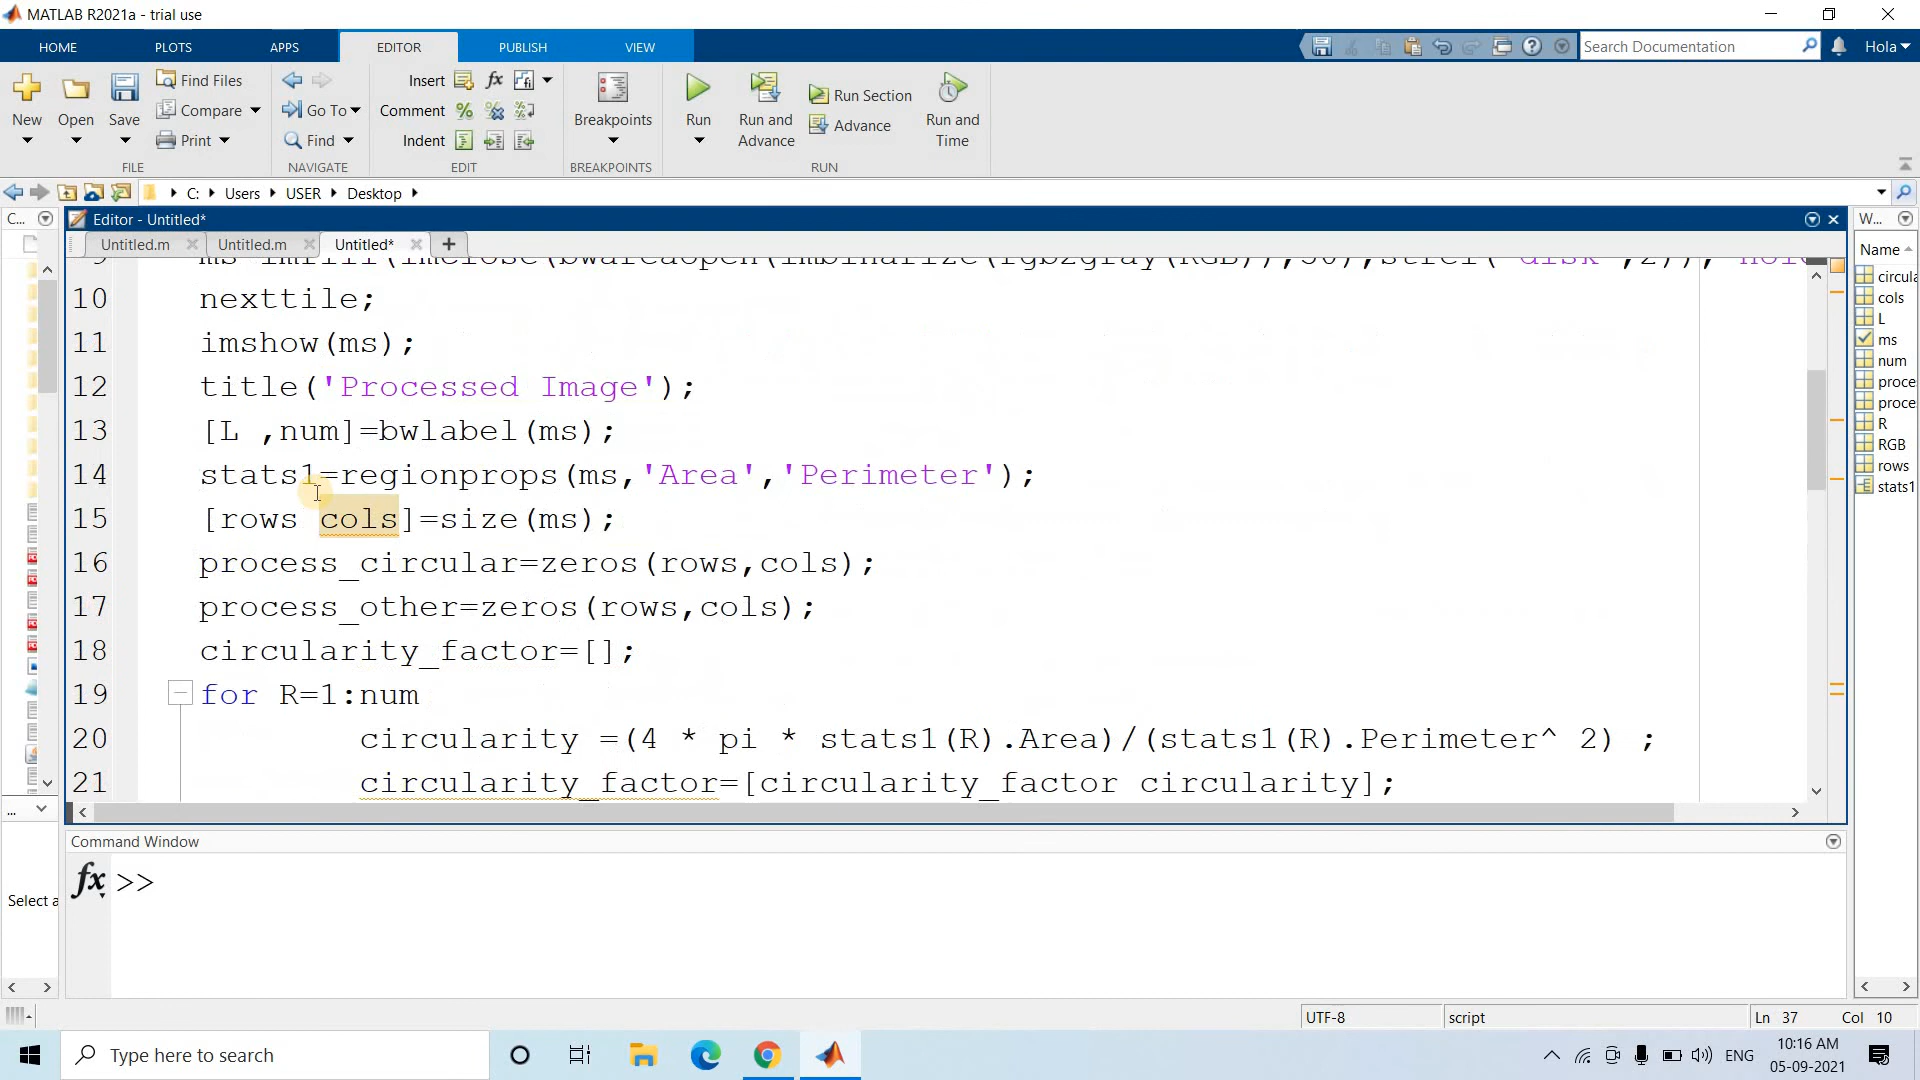 MATLAB R2021a - trial use
HOME PLOTS APPS EDITOR PUBLISH VIEW
Search Documentation
Hola
New
Open
Save
Find Files
Compare
Print
FILE
Go To
Find
NAVIGATE
Insert
Comment
Indent
EDIT
Breakpoints
BREAKPOINTS
Run
Run and Advance
Run Section
Advance
Run and Time
RUN
C: Users USER Desktop
C...
Editor - Untitled*
W...
Untitled.m Untitled.m Untitled* +
Name
10 nexttile;
11 imshow(ms);
12 title('Processed Image');
13 [L ,num]=bwlabel(ms);
14 stats1=regionprops(ms,'Area','Perimeter');
15 [rows cols]=size(ms);
16 process_circular=zeros(rows,cols);
17 process_other=zeros(rows,cols);
18 circularity_factor=[];
19 for R=1:num
20 circularity =(4 * pi * stats1(R).Area)/(stats1(R).Perimeter^ 2) ;
21 circularity_factor=[circularity_factor circularity];
circula
cols
L
ms
num
proce
proce
R
RGB
rows
stats1
...
Select a
Command Window
fx >>
UTF-8
script
Ln 37 Col 10
Type here to search
ENG
10:16 AM
05-09-2021